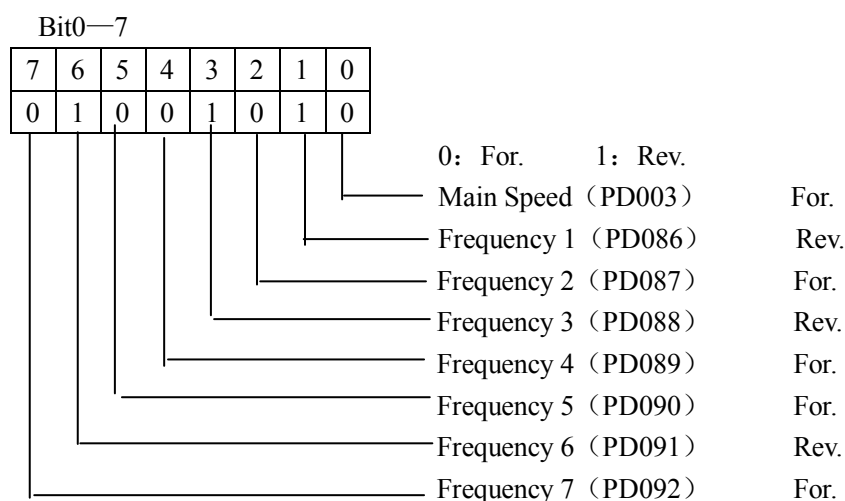 Bit0—7
7 6 5 4 3 2 1 0
0 1 0 0 1 0 1 0
0：For. 1：Rev.
Main Speed（PD003） For.
Frequency 1（PD086） Rev.
Frequency 2（PD087） For.
Frequency 3（PD088） Rev.
Frequency 4（PD089） For.
Frequency 5（PD090） For.
Frequency 6（PD091） Rev.
Frequency 7（PD092） For.